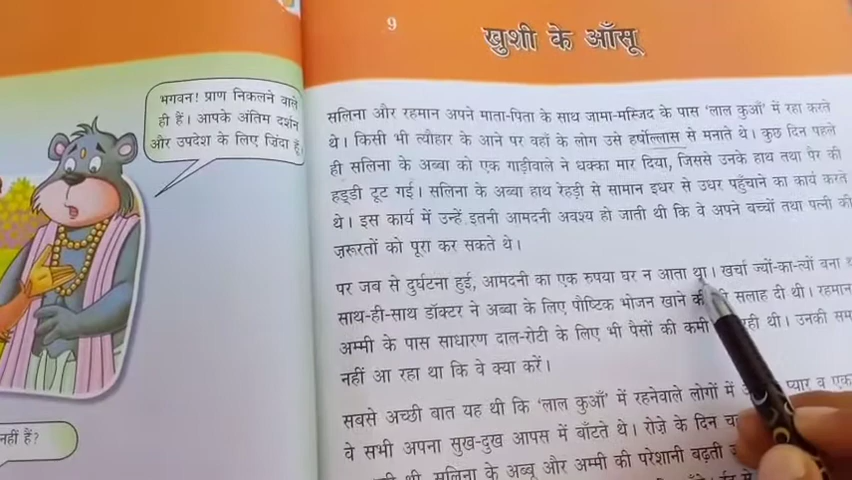 भगवन! प्राण निकलने वाले
ही हैं। आपके अंतिम दर्शन
और उपदेश के लिए ज़िंदा हूँ
नहीं हैं?
9
खुशी के आँसू
सलिना और रहमान अपने माता-पिता के साथ जामा-मस्जिद के पास ‘लाल कुआँ’ में रहा करते
थे। किसी भी त्यौहार के आने पर वहाँ के लोग उसे हर्षोल्लास से मनाते थे। कुछ दिन पहले
ही सलिना के अब्बा को एक गाड़ीवाले ने धक्का मार दिया, जिससे उनके हाथ तथा पैर की
हड्डी टूट गई। सलिना के अब्बा हाथ रेहड़ी से सामान इधर से उधर पहुँचाने का कार्य करते
थे। इस कार्य में उन्हें इतनी आमदनी अवश्य हो जाती थी कि वे अपने बच्चों तथा पत्नी की
ज़रूरतों को पूरा कर सकते थे।
पर जब से दुर्घटना हुई, आमदनी का एक रुपया घर न आता था। खर्चा ज्यों-का-त्यों बना
साथ-ही-साथ डॉक्टर ने अब्बा के लिए पौष्टिक भोजन खाने की सलाह दी थी। रहमान
अम्मी के पास साधारण दाल-रोटी के लिए भी पैसों की कमी रही थी। उनकी
नहीं आ रहा था कि वे क्या करें।
सबसे अच्छी बात यह थी कि ‘लाल कुआँ’ में रहनेवाले लोगों में प्यार व एक
वे सभी अपना सुख-दुख आपस में बाँटते थे। रोज़े के दिन
थी, सलिना के अब्बू और अम्मी की परेशानी बढ़ती